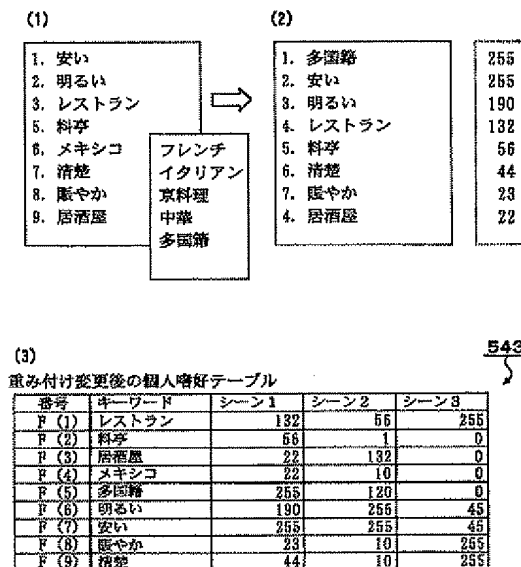 (1)
1. 安い
2. 明るい
3. レストラン
5. 料亭
6. メキシコ
7. 清楚
8. 賑やか
9. 居酒屋
フレンチ
イタリアン
京料理
中華
多国籍
(2)
1. 多国籍 255
2. 安い 255
3. 明るい 190
4. レストラン 132
5. 料亭 56
6. 清楚 44
7. 賑やか 23
4. 居酒屋 22
(3)
543
重み付け変更後の個人嗜好テーブル
番号 キーワード シーン1 シーン2 シーン3
F (1) レストラン 132 56 255
F (2) 料亭 56 1 0
F (3) 居酒屋 22 132 0
F (4) メキシコ 22 10 0
F (5) 多国籍 255 120 0
F (6) 明るい 190 255 45
F (7) 安い 255 255 45
F (8) 賑やか 23 10 255
F (9) 清楚 44 10 255